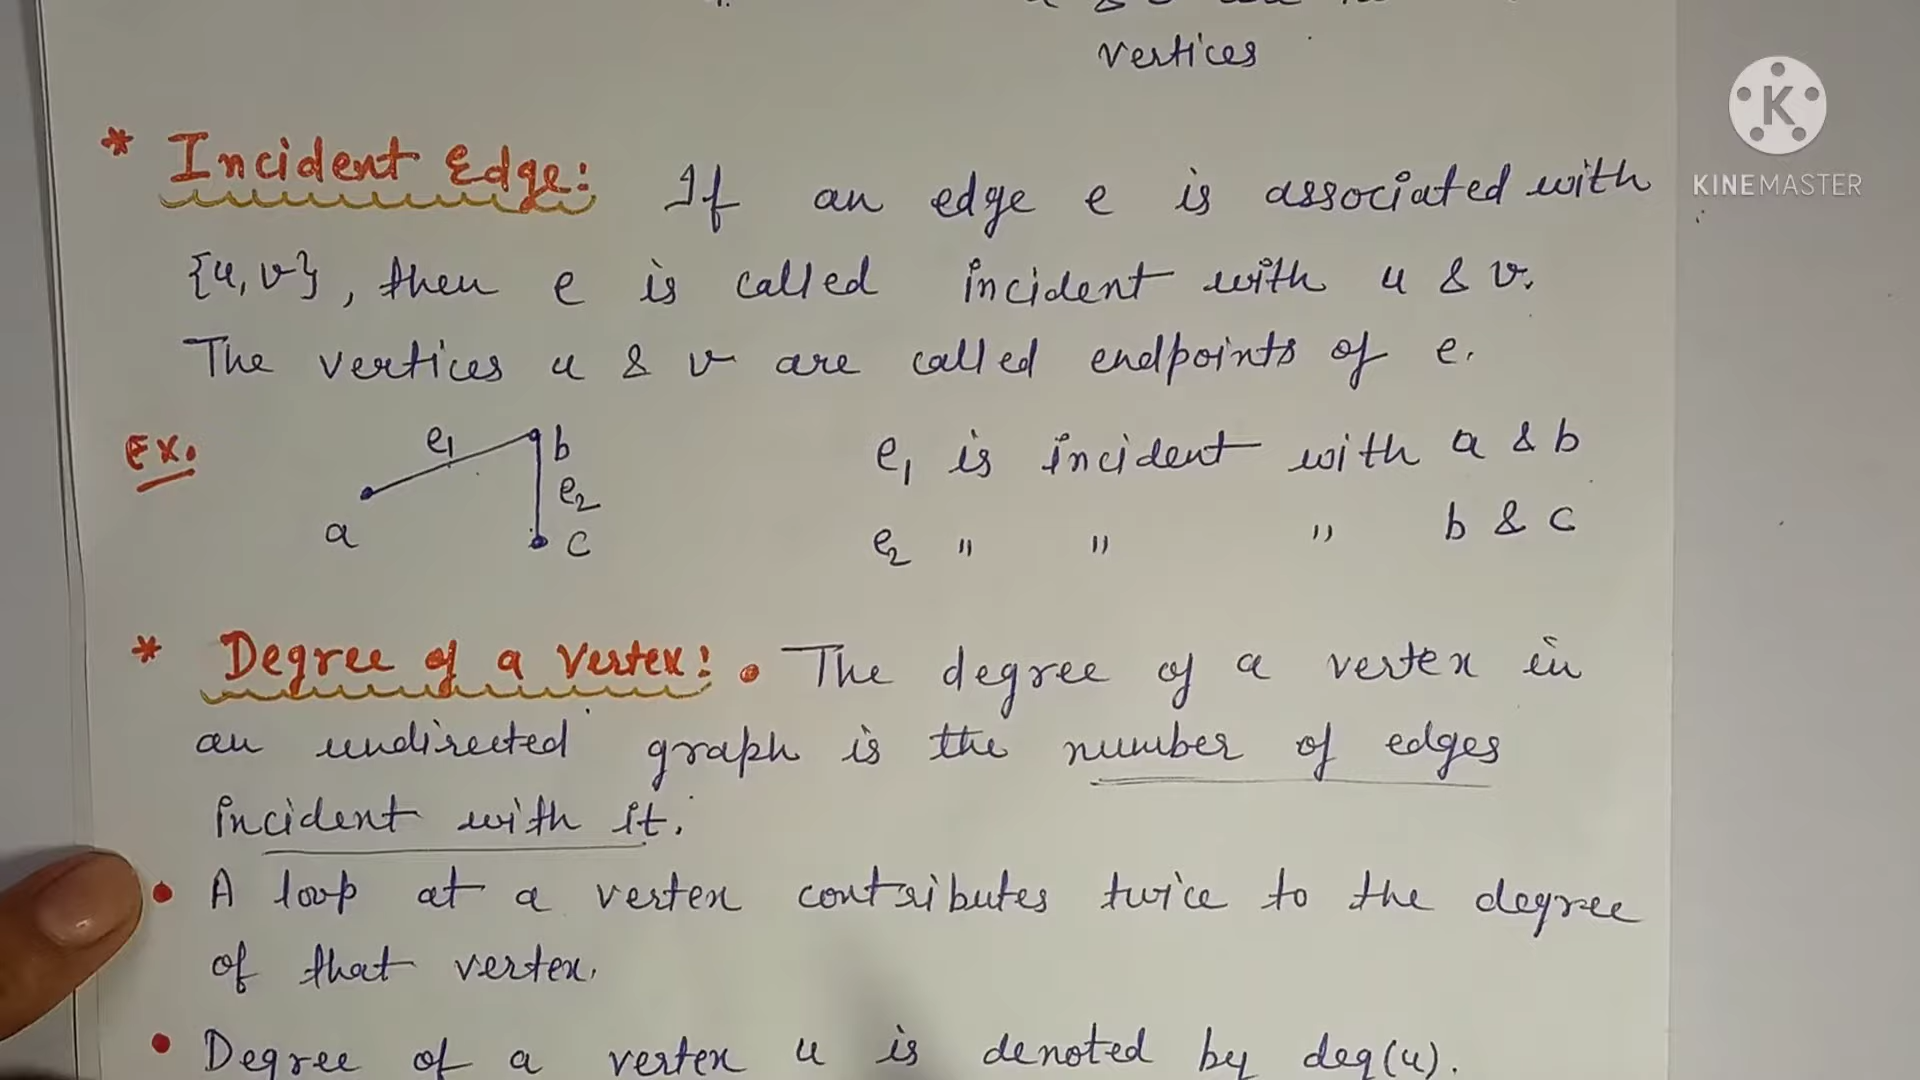 vertices
* Incident Edge: If an edge e is associated with
{u, v}, then e is called incident with u & v.
The vertices u & v are called endpoints of e.
Ex.
e1 b
e2
a
c
e1 is incident with a & b
e2 " " " b & c
* Degree of a vertex: • The degree of a vertex in
an undirected graph is the number of edges
incident with it.
• A loop at a vertex contributes twice to the degree
of that vertex.
• Degree of a vertex u is denoted by deg(u).
K
KINEMASTER